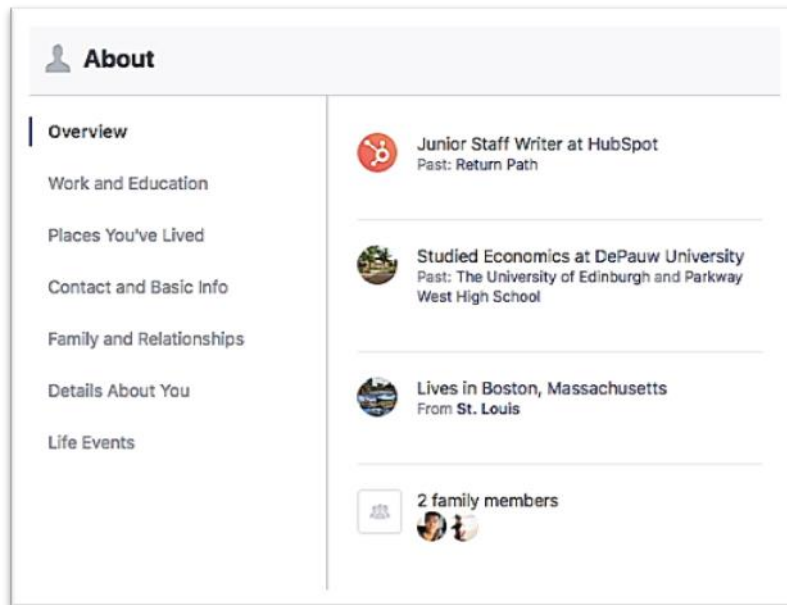 About
Overview
Work and Education
Places You've Lived
Contact and Basic Info
Family and Relationships
Details About You
Life Events
Junior Staff Writer at HubSpot
Past: Return Path
Studied Economics at DePauw University
Past: The University of Edinburgh and Parkway
West High School
Lives in Boston, Massachusetts
From St. Louis
2 family members